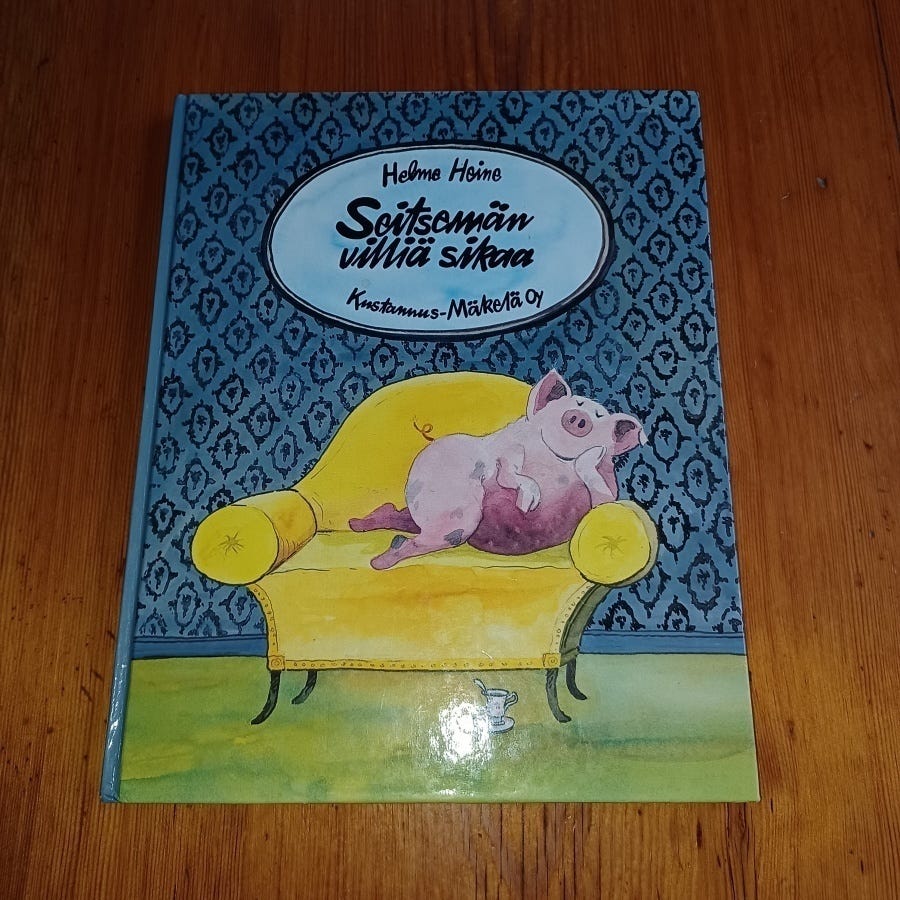 Helme Heine
Seitsemän
villiä sikaa
Kustannus-Mäkelä Oy